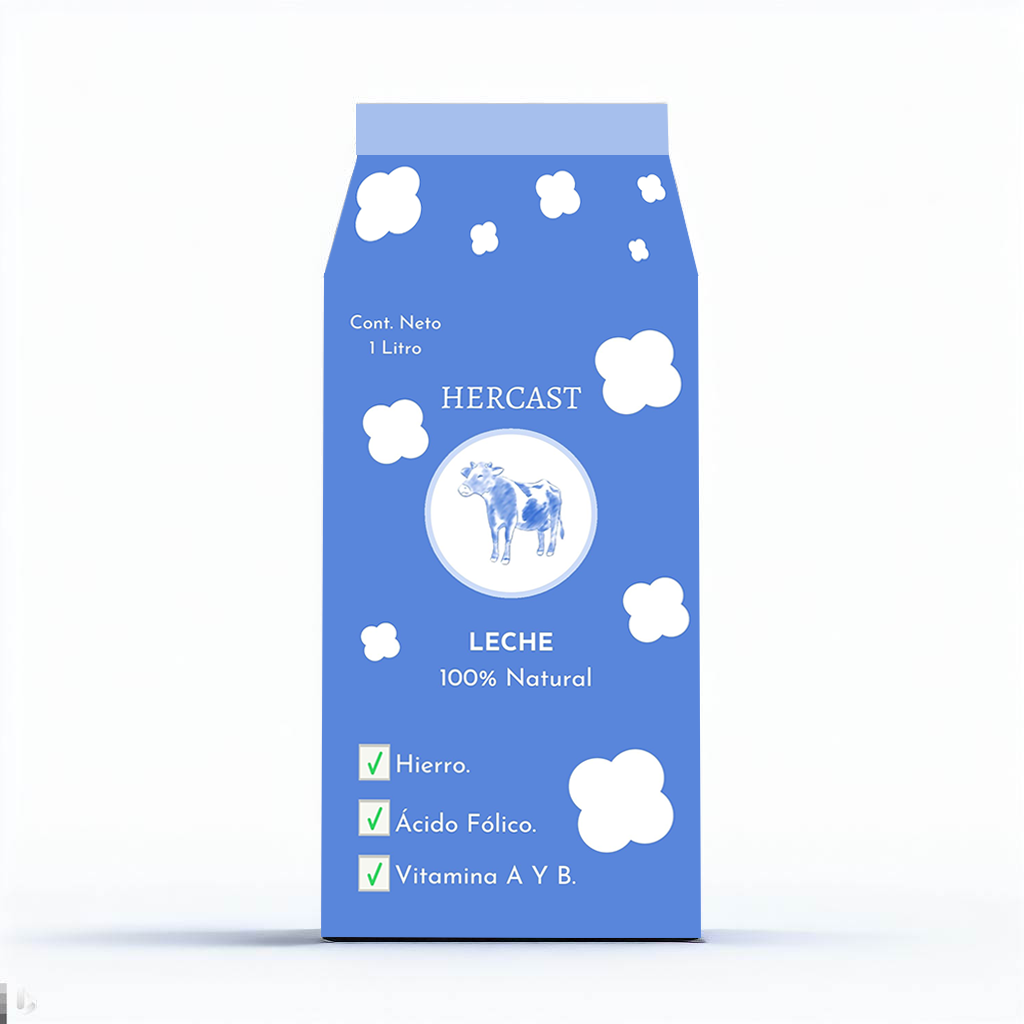 Cont. Neto
1 Litro
HERCAST
LECHE
100% Natural
Hierro.
Ácido Fólico.
Vitamina A Y B.